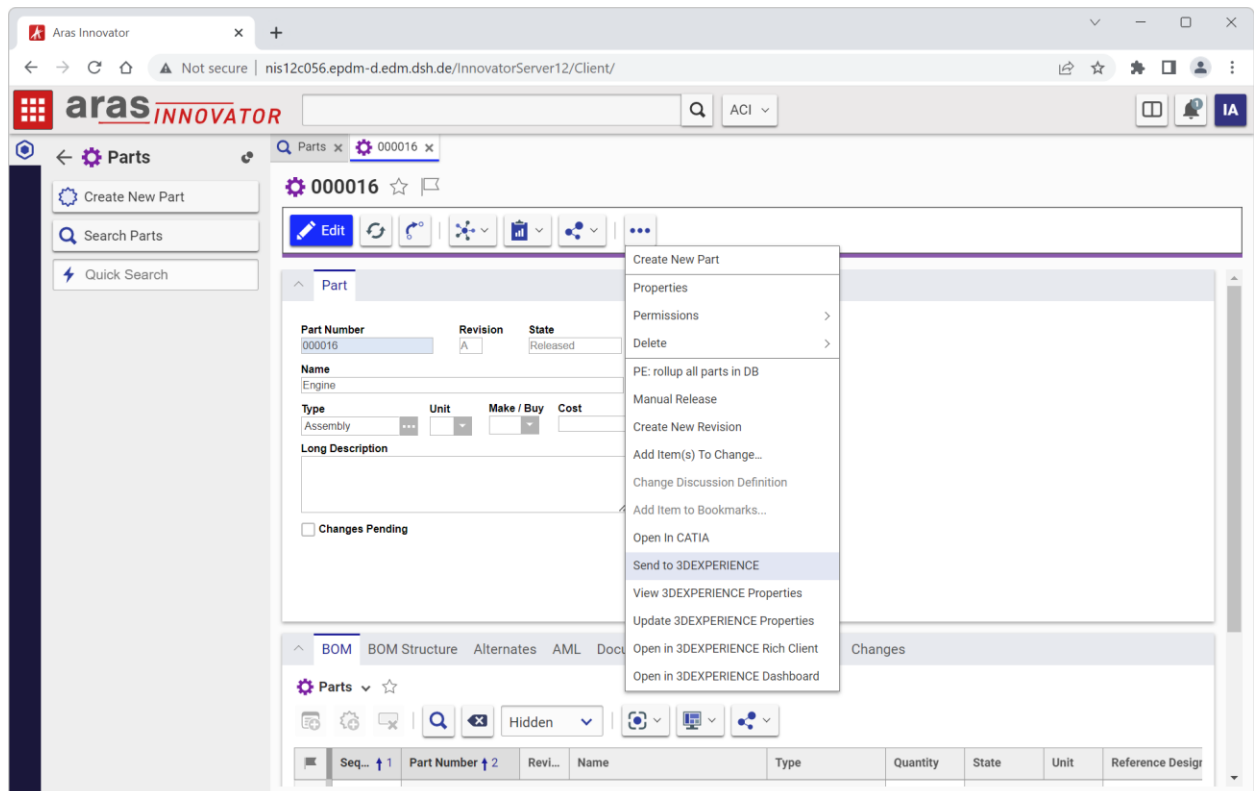 Aras Innovator
Not secure | nis12c056.epdm-d.edm.dsh.de/InnovatorServer12/Client/
aras INNOVATOR
ACI
IA
Parts
Parts
000016
000016
Create New Part
Search Parts
Quick Search
Edit
Create New Part
Properties
Permissions
Delete
PE: rollup all parts in DB
Manual Release
Create New Revision
Add Item(s) To Change...
Change Discussion Definition
Add Item to Bookmarks...
Open In CATIA
Send to 3DEXPERIENCE
View 3DEXPERIENCE Properties
Update 3DEXPERIENCE Properties
Open in 3DEXPERIENCE Rich Client
Open in 3DEXPERIENCE Dashboard
Part
Part Number Revision State
000016 A Released
Name
Engine
Type Unit Make / Buy Cost
Assembly
Long Description
Changes Pending
BOM BOM Structure Alternates AML Docu Changes
Parts
Hidden
Seq... 1 Part Number 2 Revi... Name Type Quantity State Unit Reference Design